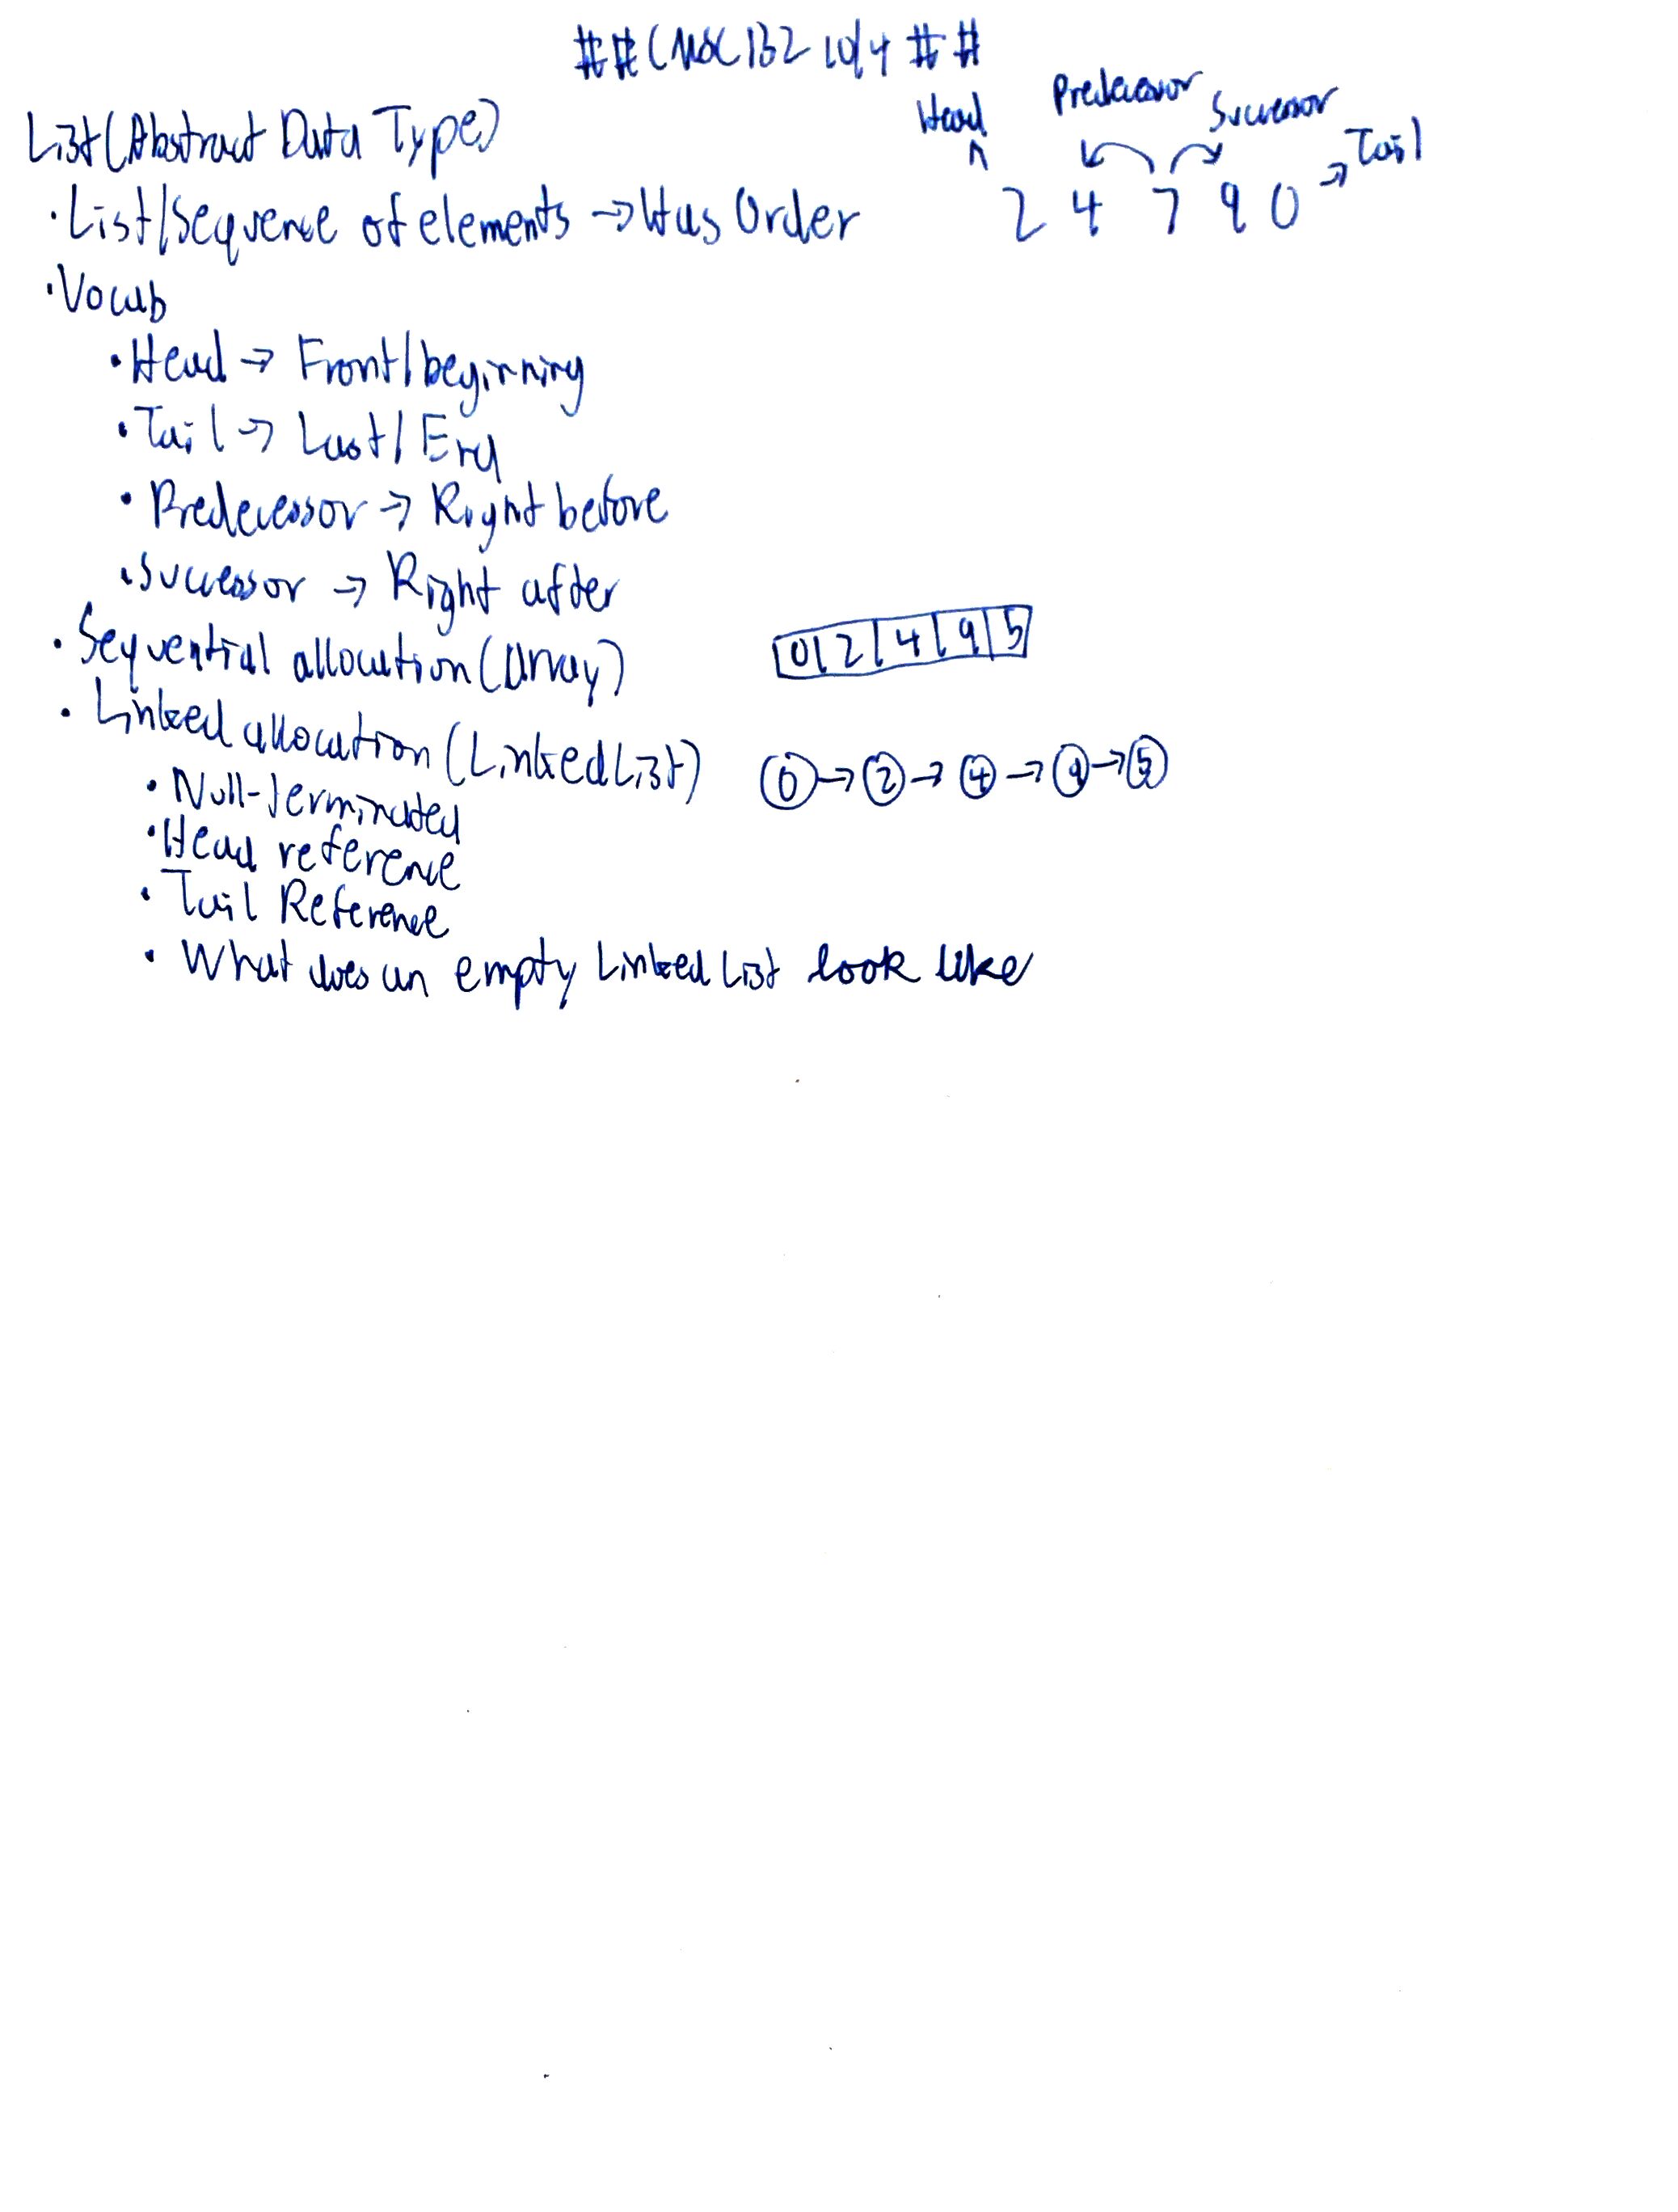 ##CMSC132 10/4##
List(Abstract Data Type)
Head
Predecessor
Successor
Tail
2 4 7 9 0
·List/Sequence of elements → Has Order
·Vocab
·Head → Front/beginning
·Tail → Last/End
·Predecessor → Right before
·Successor → Right after
·Sequential allocation(array)
0 2 4 9 5
·Linked allocation(LinkedList)
0→2→4→9→5
·Null-terminated
·Head reference
·Tail Reference
·What does an empty Linked List look like